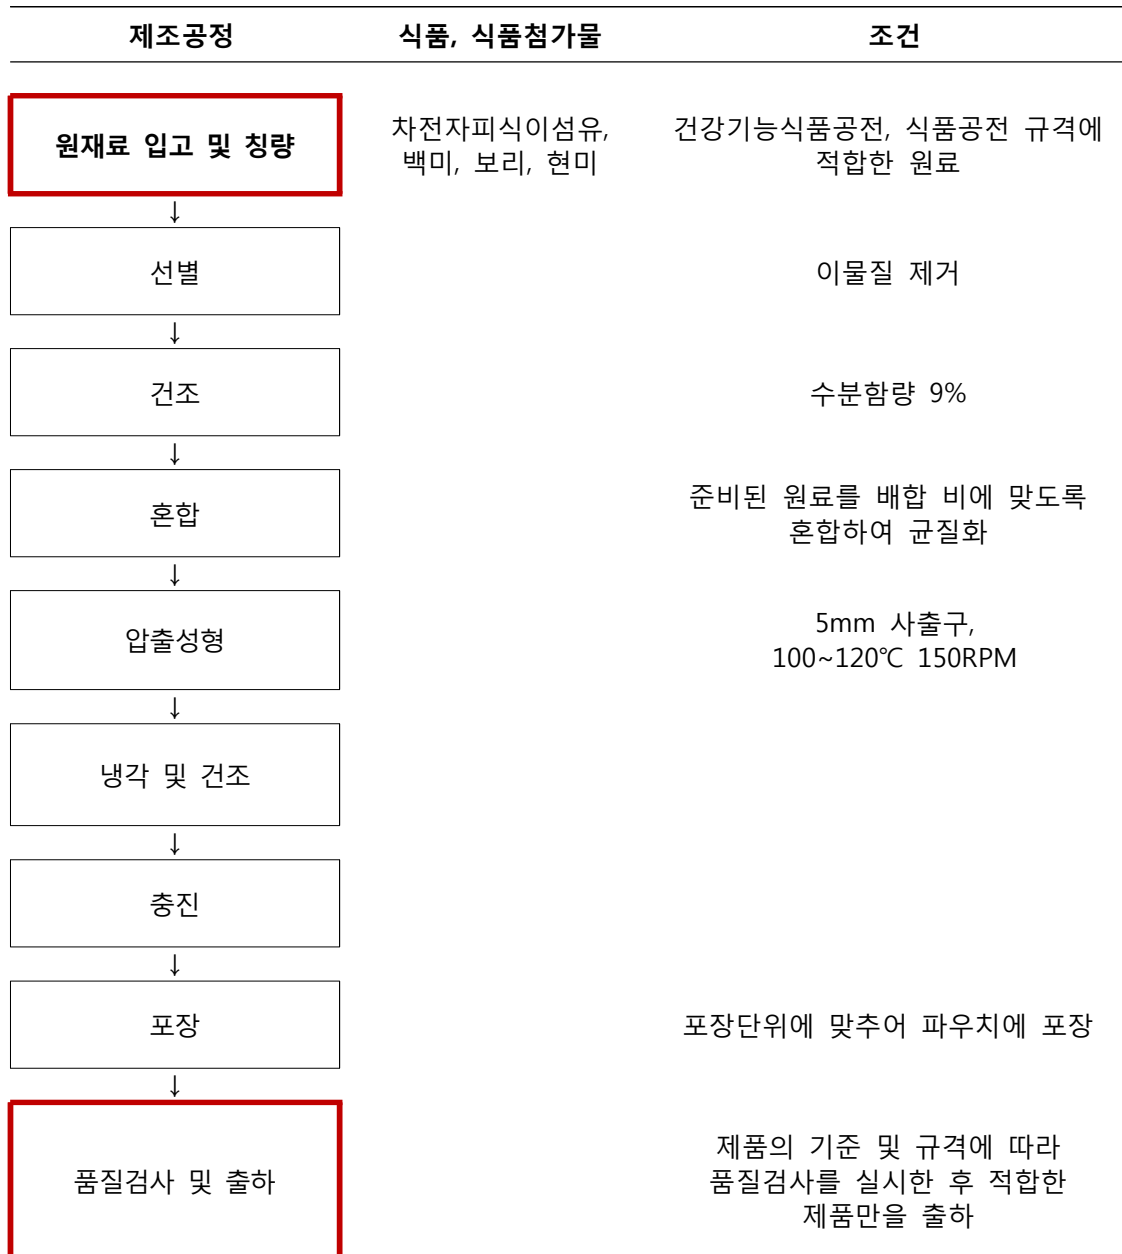 제조공정 식품, 식품첨가물 조건
원재료 입고 및 칭량
차전자피식이섬유,
백미, 보리, 현미
건강기능식품공전, 식품공전 규격에
적합한 원료
↓
선별
이물질 제거
↓
건조
수분함량 9%
↓
혼합
준비된 원료를 배합 비에 맞도록
혼합하여 균질화
↓
압출성형
5mm 사출구,
100~120℃ 150RPM
↓
냉각 및 건조
↓
충진
↓
포장
포장단위에 맞추어 파우치에 포장
↓
품질검사 및 출하
제품의 기준 및 규격에 따라
품질검사를 실시한 후 적합한
제품만을 출하